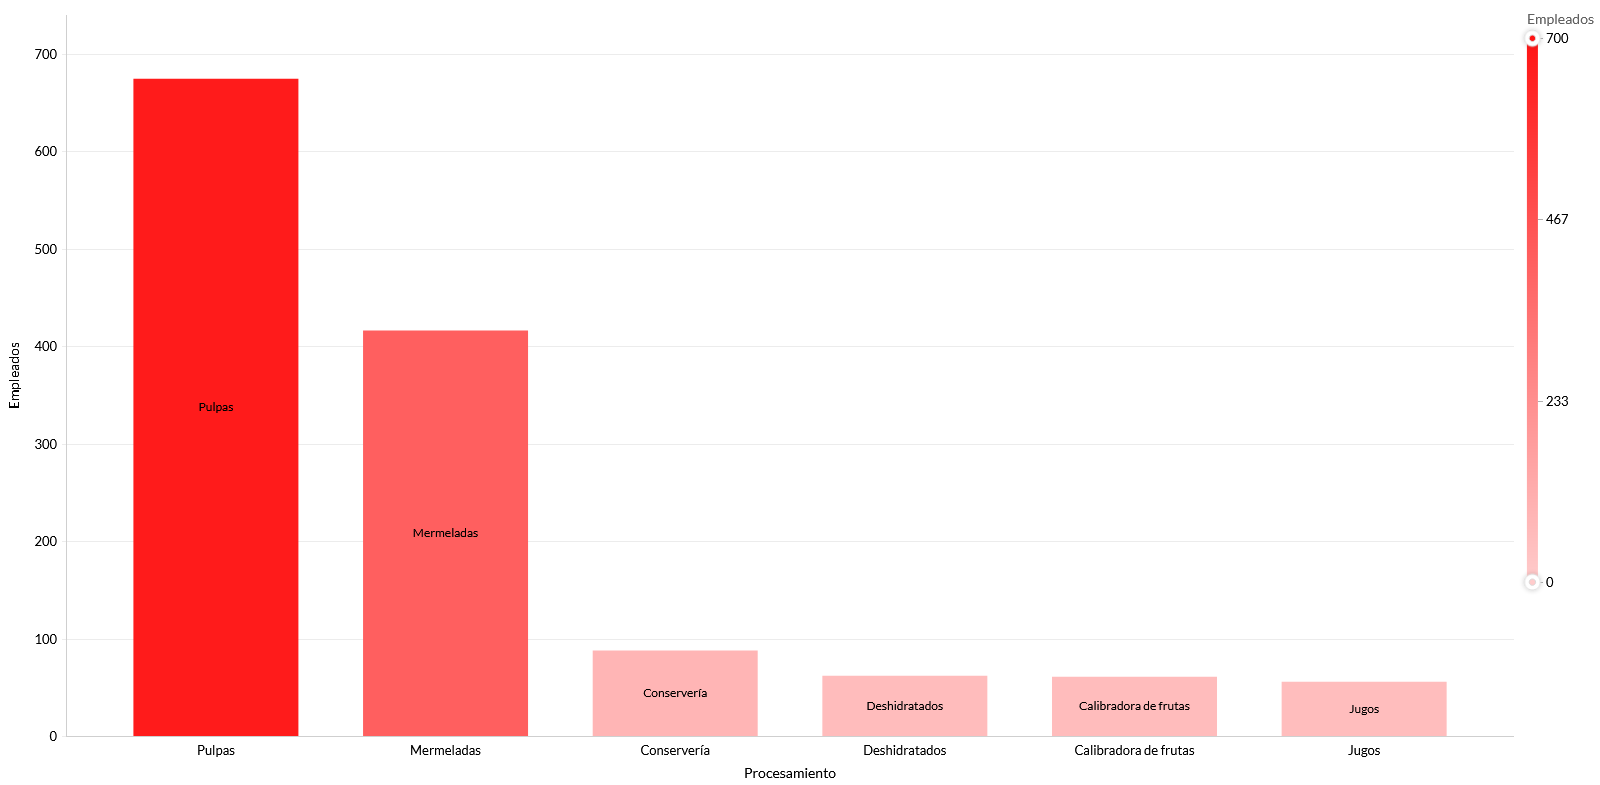 Empleados
700
467
233
0
Empleados
700
600
500
400
300
200
100
0
Pulpas
Mermeladas
Conservería
Deshidratados
Calibradora de frutas
Jugos
Pulpas
Mermeladas
Conservería
Deshidratados
Calibradora de frutas
Jugos
Procesamiento